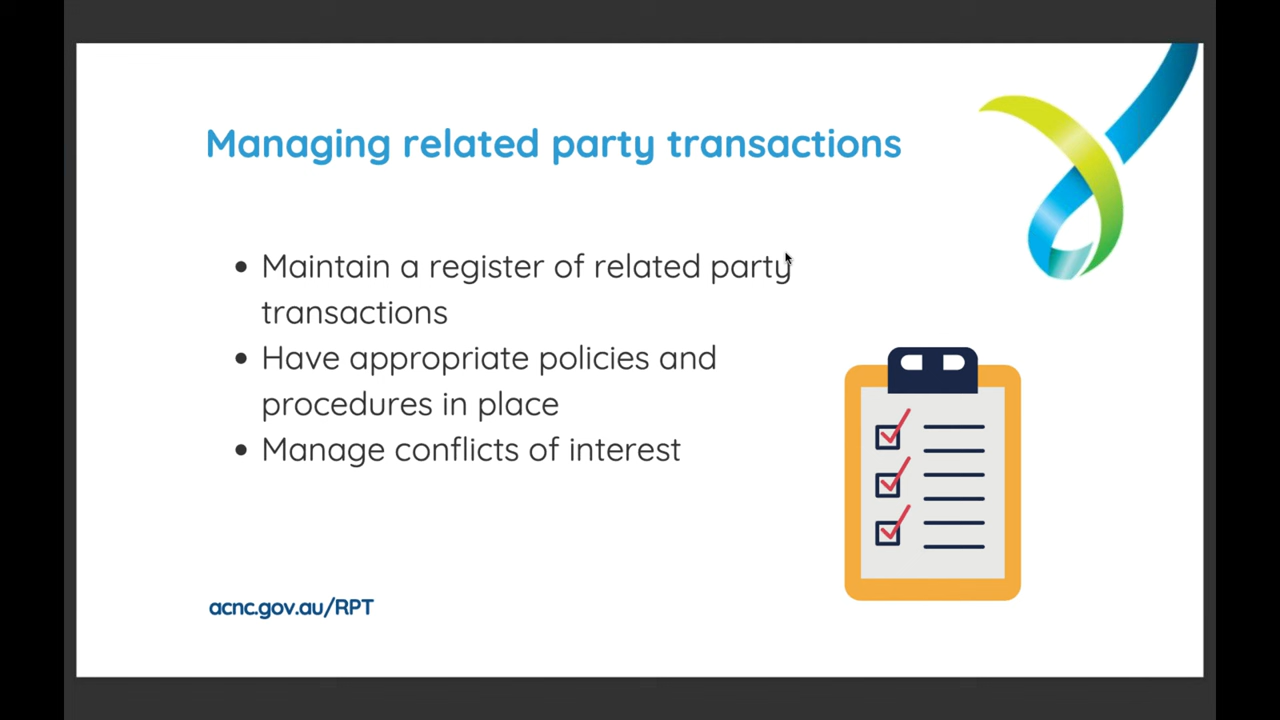 Managing related party transactions
• Maintain a register of related party
transactions
• Have appropriate policies and
procedures in place
• Manage conflicts of interest
acnc.gov.au/RPT